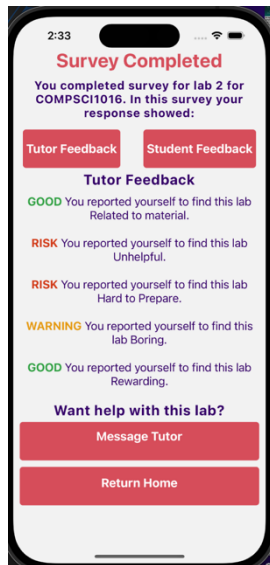 2:33
Survey Completed
You completed survey for lab 2 for
COMPSCI1016. In this survey your
response showed:
Tutor Feedback
Student Feedback
Tutor Feedback
GOOD You reported yourself to find this lab
Related to material.
RISK You reported yourself to find this lab
Unhelpful.
RISK You reported yourself to find this lab
Hard to Prepare.
WARNING You reported yourself to find this
lab Boring.
GOOD You reported yourself to find this lab
Rewarding.
Want help with this lab?
Message Tutor
Return Home